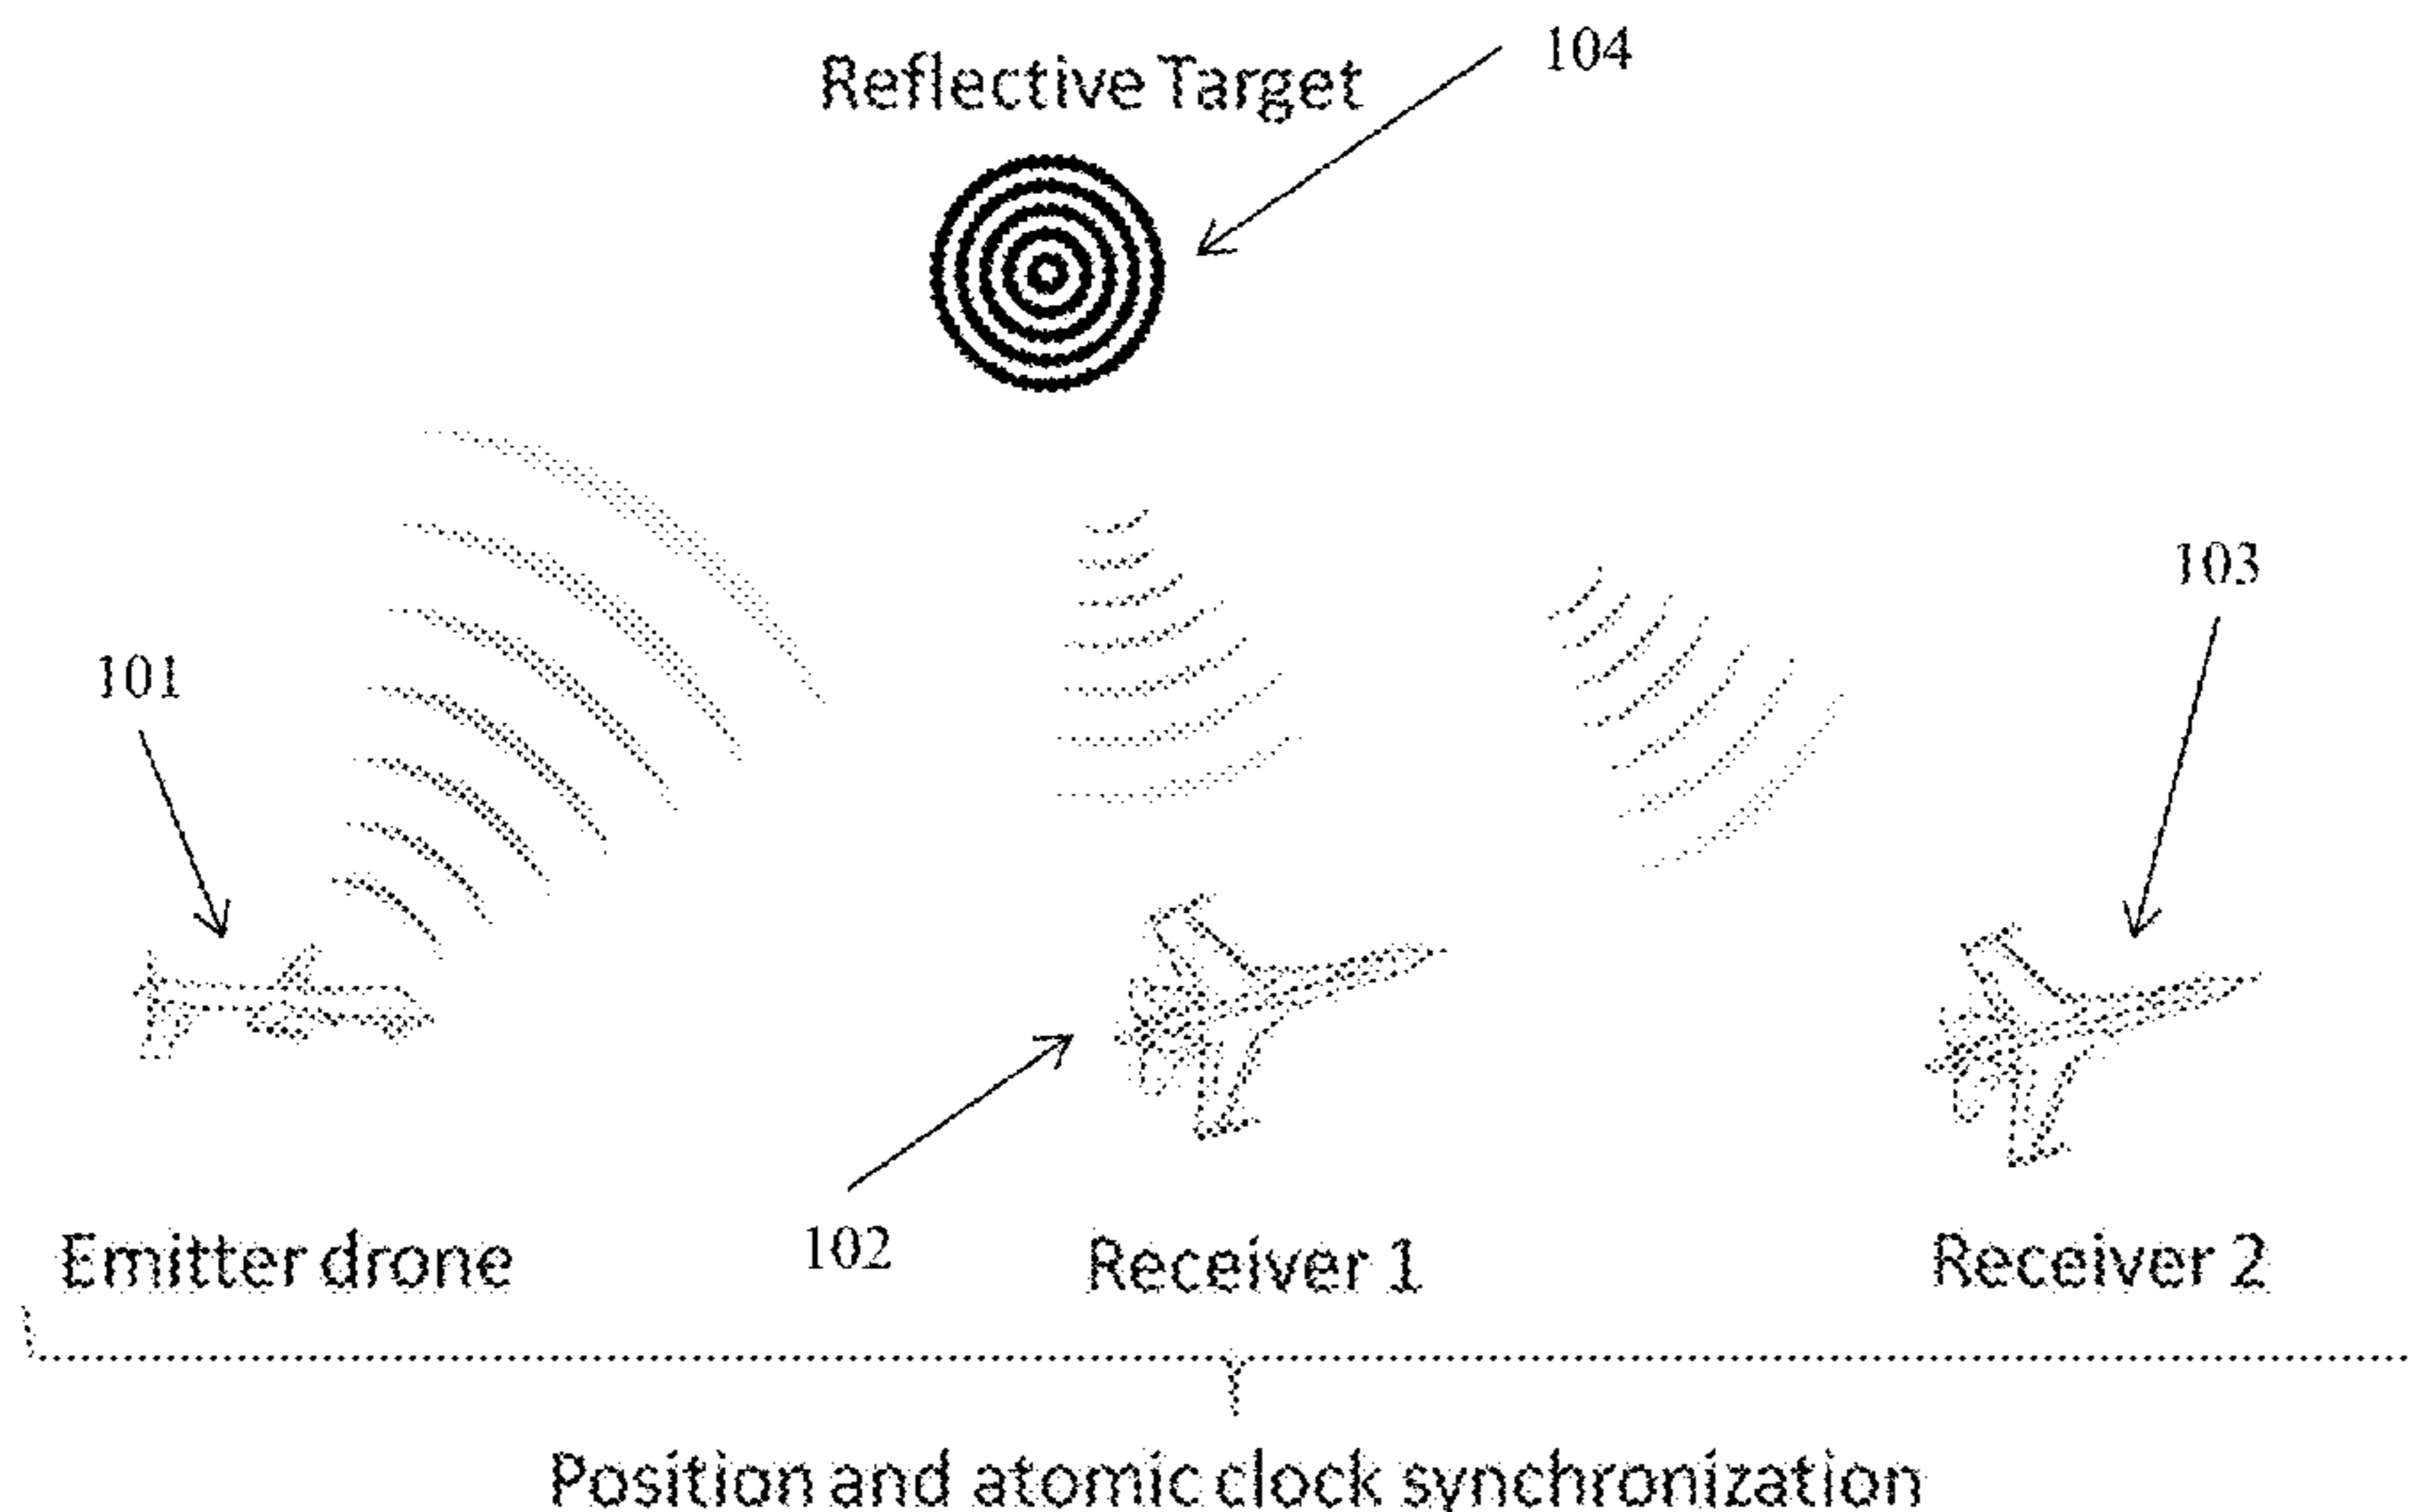 104
Reflective Target
103
101
102
Emitter drone
Receiver 1
Receiver 2
Position and atomic clock synchronization